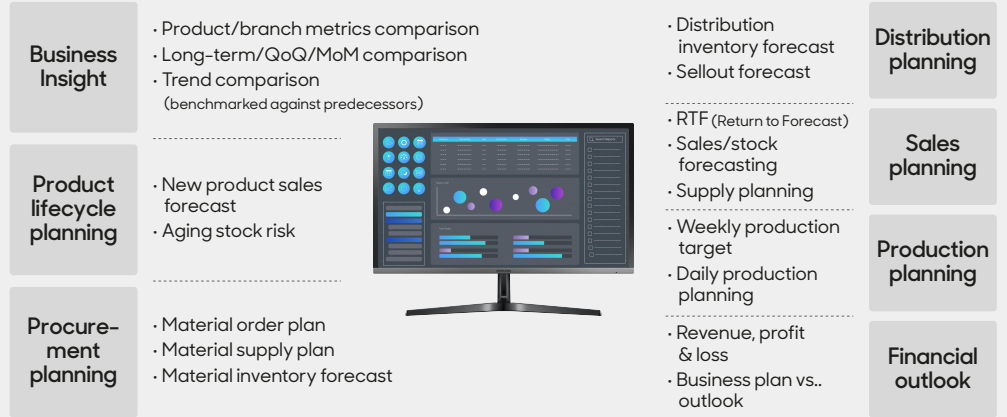 Business
Insight
· Product/branch metrics comparison
· Long-term/QoQ/MoM comparison
· Trend comparison
(benchmarked against predecessors)
Product
lifecycle
planning
· New product sales
forecast
· Aging stock risk
Procure-
ment
planning
· Material order plan
· Material supply plan
· Material inventory forecast
· Distribution
inventory forecast
· Sellout forecast
Distribution
planning
· RTF (Return to Forecast)
· Sales/stock
forecasting
· Supply planning
Sales
planning
· Weekly production
target
· Daily production
planning
Production
planning
· Revenue, profit
& loss
· Business plan vs..
outlook
Financial
outlook